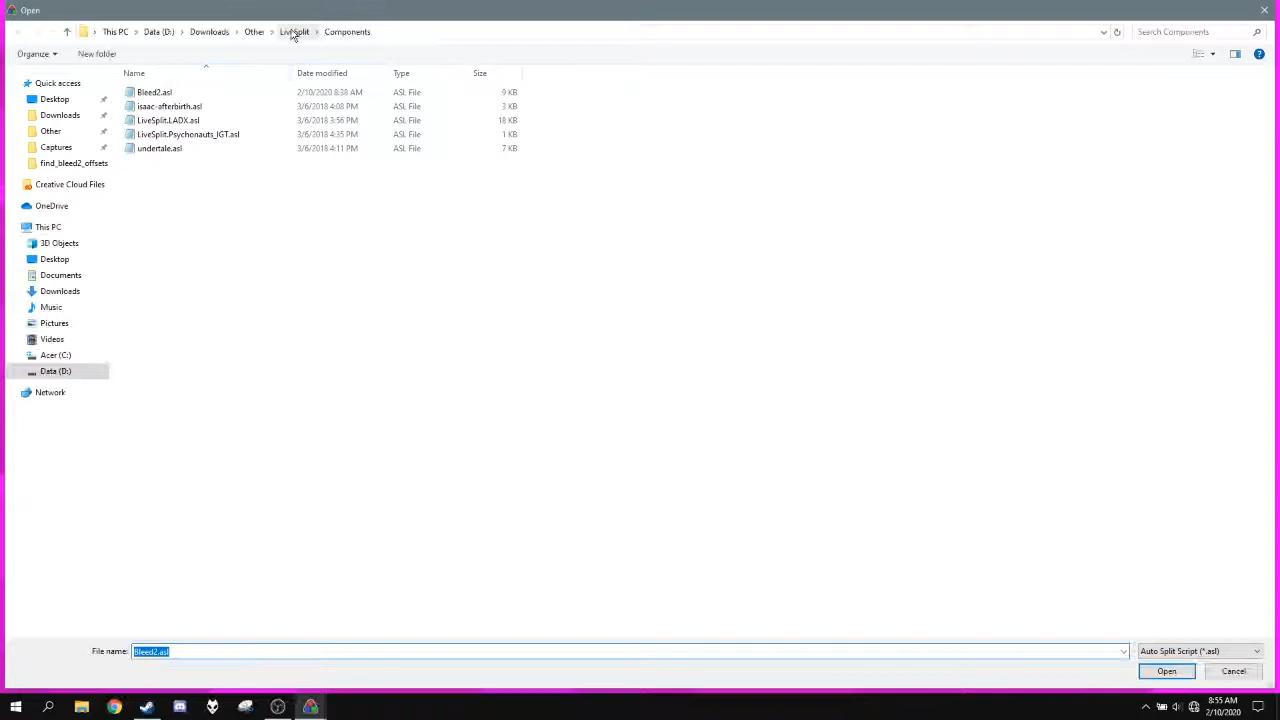 Open
This PC > Data (D:) > Downloads > Other > LiveSplit > Components
Search Components
Organize
New folder
Name
Date modified
Type
Size
Bleed2.asl 2/10/2020 8:38 AM ASL File 9 KB
isaac-afterbirth.asl 3/6/2018 4:08 PM ASL File 3 KB
LiveSplit.LADX.asl 3/6/2018 3:56 PM ASL File 18 KB
LiveSplit.Psychonauts_IGT.asl 3/6/2018 4:35 PM ASL File 1 KB
undertale.asl 3/6/2018 4:11 PM ASL File 7 KB
Quick access
Desktop
Downloads
Other
Captures
find_bleed2_offsets
Creative Cloud Files
OneDrive
This PC
3D Objects
Desktop
Documents
Downloads
Music
Pictures
Videos
Acer (C:)
Data (D:)
Network
File name: Bleed2.asl
Auto Split Script (*.asl)
Open
Cancel
8:55 AM
2/10/2020